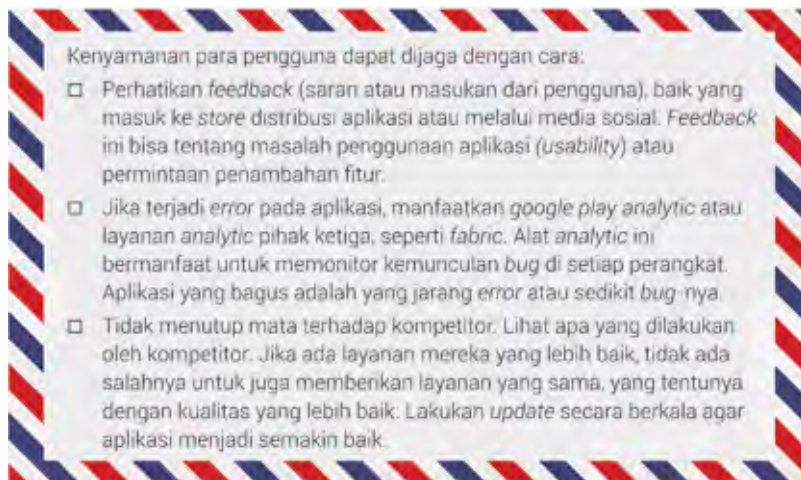 Kenyamanan para pengguna dapat dijaga dengan cara:
□ Perhatikan feedback (saran atau masukan dari pengguna), baik yang
masuk ke store distribusi aplikasi atau melalui media sosial. Feedback
ini bisa tentang masalah penggunaan aplikasi (usability) atau
permintaan penambahan fitur.
□ Jika terjadi error pada aplikasi, manfaatkan google play analytic atau
layanan analytic pihak ketiga, seperti fabric. Alat analytic ini
bermanfaat untuk memonitor kemunculan bug di setiap perangkat.
Aplikasi yang bagus adalah yang jarang error atau sedikit bug-nya.
□ Tidak menutup mata terhadap kompetitor. Lihat apa yang dilakukan
oleh kompetitor. Jika ada layanan mereka yang lebih baik, tidak ada
salahnya untuk juga memberikan layanan yang sama, yang tentunya
dengan kualitas yang lebih baik. Lakukan update secara berkala agar
aplikasi menjadi semakin baik.